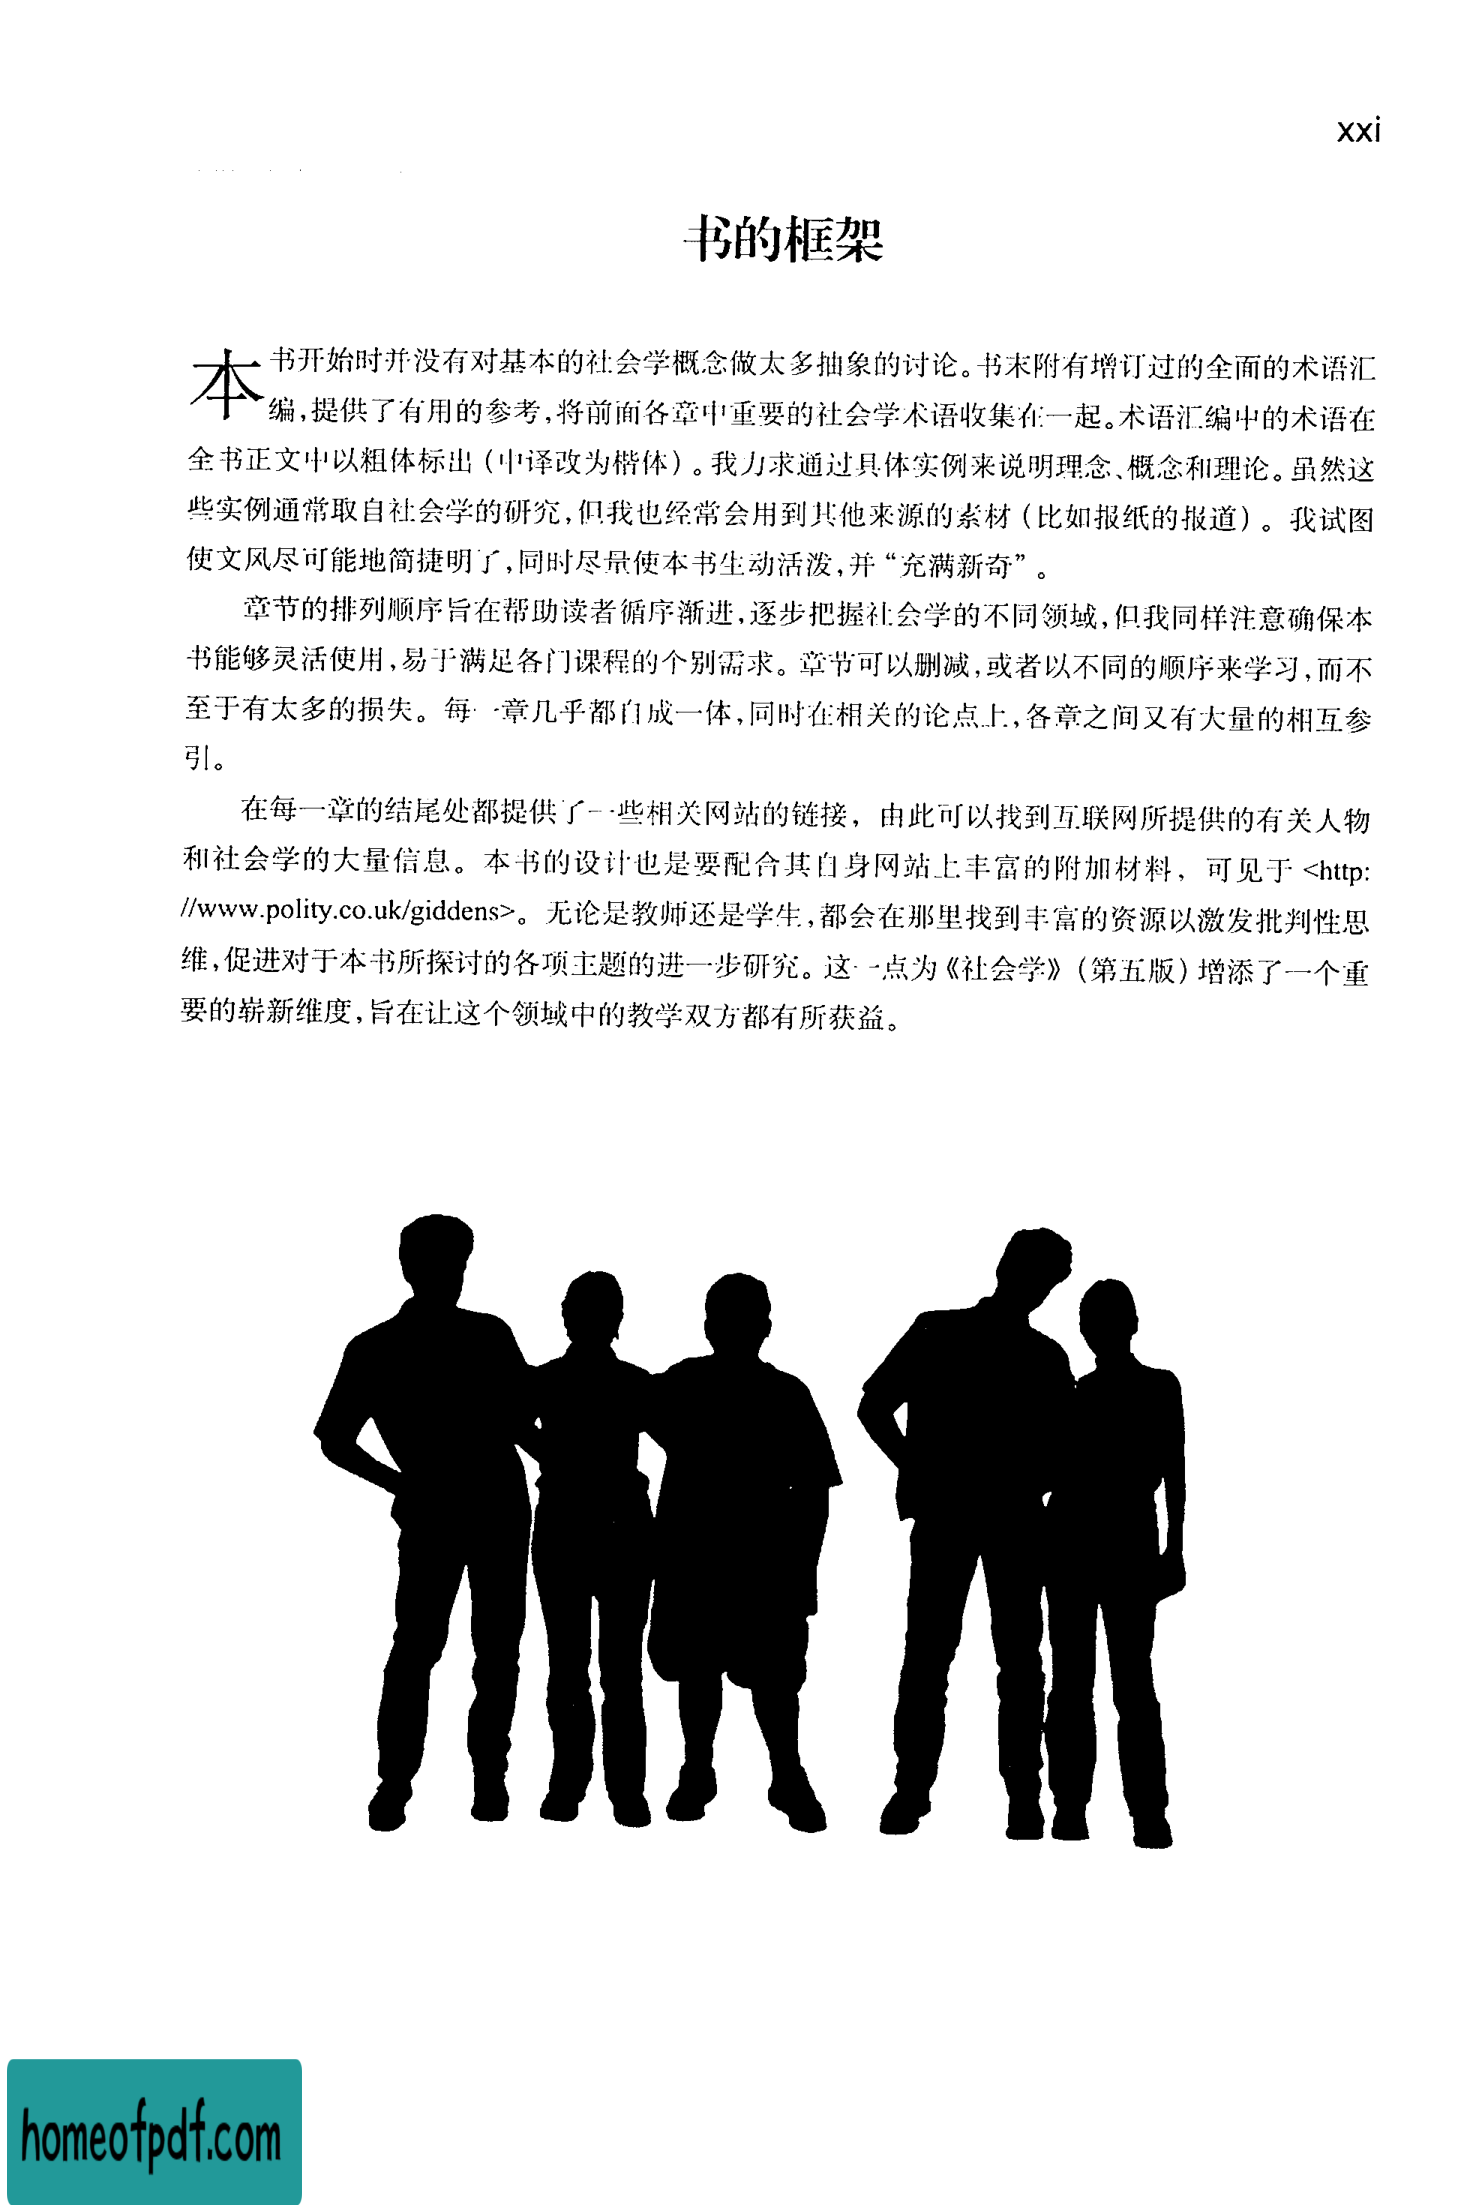 xxi
书的框架
本书开始时并没有对基本的社会学概念做太多抽象的讨论。书末附有增订过的全面的术语汇
编，提供了有用的参考，将前面各章中重要的社会学术语收集在一起。术语汇编中的术语在
全书正文中以粗体标出（中译改为楷体）。我力求通过具体实例来说明理念、概念和理论。虽然这
些实例通常取自社会学的研究，但我也经常会用到其他来源的素材（比如报纸的报道）。我试图
使文风尽可能地简捷明了，同时尽量使本书生动活泼，并“充满新奇”。
章节的排列顺序旨在帮助读者循序渐进，逐步把握社会学的不同领域，但我同样注意确保本
书能够灵活使用，易于满足各门课程的个别需求。章节可以删减，或者以不同的顺序来学习，而不
至于有太多的损失。每一章几乎都自成一体，同时在相关的论点上，各章之间又有大量的相互参
引。
在每一章的结尾处都提供了一些相关网站的链接，由此可以找到互联网所提供的有关人物
和社会学的大量信息。本书的设计也是要配合其自身网站上丰富的附加材料，可见于<http:
//www.polity.co.uk/giddens>。无论是教师还是学生，都会在那里找到丰富的资源以激发批判性思
维，促进对于本书所探讨的各项主题的进一步研究。这一点为《社会学》（第五版）增添了一个重
要的崭新维度，旨在让这个领域中的教学双方都有所获益。
homeofpdf.com